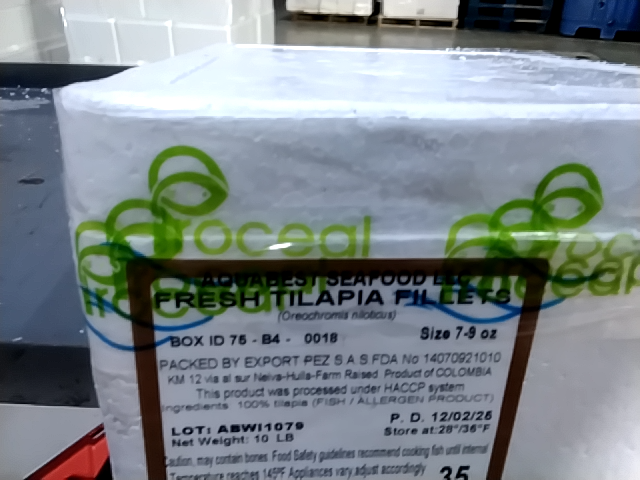 Proceal
AQUABEST SEAFOOD LLC
FRESH TILAPIA FILLETS
(Oreochromis niloticus)
BOX ID 75 - B4 - 0018 Size 7-9 oz
PACKED BY EXPORT PEZ S.A.S.FDA No 14070921010
KM 12 via al sur Neiva-Huila-Farm Raised Product of COLOMBIA
This product was processed under HACCP system
Ingredients 100% tilapia (FISH / ALLERGEN PRODUCT)
LOT: ABWI1079 P. D. 12/02/25
Net Weight: 10 LB Store at:28°/36°F
Caution, may contain bones. Food Safety guidelines recommend cooking fish until internal
Temperature reaches 145°F. Appliances vary, adjust accordingly
35